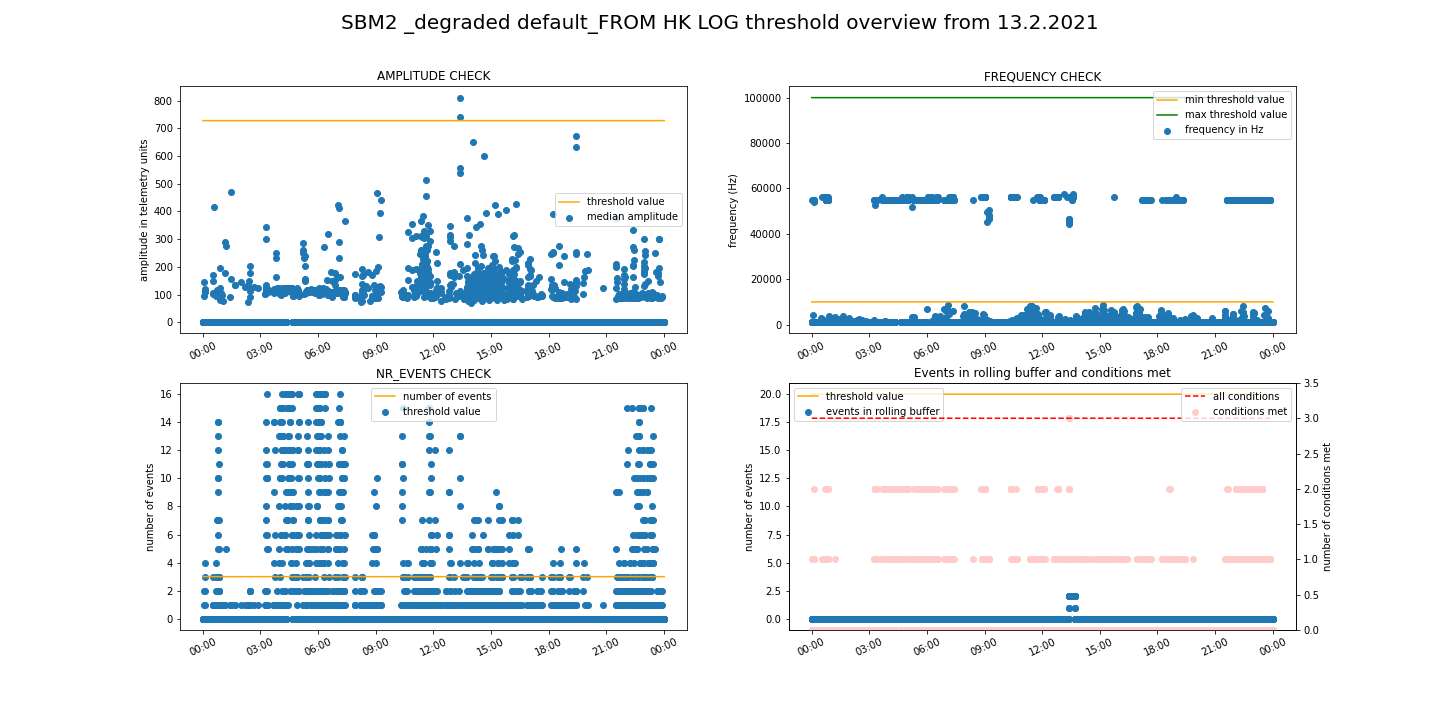 SBM2 _degraded default_FROM HK LOG threshold overview from 13.2.2021
AMPLITUDE CHECK
amplitude in telemetry units
800
700
600
500
400
300
200
100
0
threshold value
median amplitude
00:00 03:00 06:00 09:00 12:00 15:00 18:00 21:00 00:00
FREQUENCY CHECK
frequency (Hz)
100000
80000
60000
40000
20000
0
min threshold value
max threshold value
frequency in Hz
00:00 03:00 06:00 09:00 12:00 15:00 18:00 21:00 00:00
NR_EVENTS CHECK
number of events
16
14
12
10
8
6
4
2
0
number of events
threshold value
00:00 03:00 06:00 09:00 12:00 15:00 18:00 21:00 00:00
Events in rolling buffer and conditions met
number of events
20.0
17.5
15.0
12.5
10.0
7.5
5.0
2.5
0.0
threshold value
events in rolling buffer
all conditions
conditions met
3.5
3.0
2.5
2.0
1.5
1.0
0.5
0.0
number of conditions met
00:00 03:00 06:00 09:00 12:00 15:00 18:00 21:00 00:00